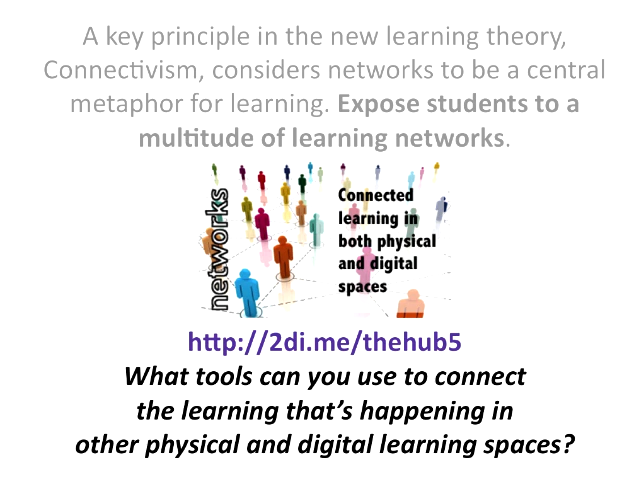 A key principle in the new learning theory,
Connectivism, considers networks to be a central
metaphor for learning. Expose students to a
multitude of learning networks.
networks
Connected
learning in
both physical
and digital
spaces
http://2di.me/thehub5
What tools can you use to connect
the learning that's happening in
other physical and digital learning spaces?